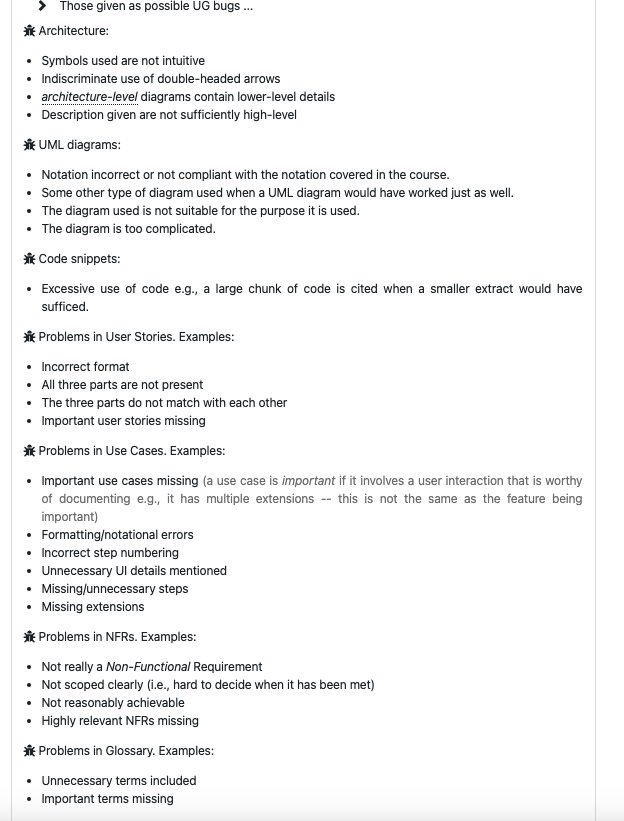 Those given as possible UG bugs ...
Architecture:
Symbols used are not intuitive
Indiscriminate use of double-headed arrows
architecture-level diagrams contain lower-level details
Description given are not sufficiently high-level
UML diagrams:
Notation incorrect or not compliant with the notation covered in the course.
Some other type of diagram used when a UML diagram would have worked just as well.
The diagram used is not suitable for the purpose it is used.
The diagram is too complicated.
Code snippets:
Excessive use of code e.g., a large chunk of code is cited when a smaller extract would have
sufficed.
Problems in User Stories. Examples:
Incorrect format
All three parts are not present
The three parts do not match with each other
Important user stories missing
Problems in Use Cases. Examples:
Important use cases missing (a use case is important if it involves a user interaction that is worthy
of documenting e.g., it has multiple extensions -- this is not the same as the feature being
important)
Formatting/notational errors
Incorrect step numbering
Unnecessary UI details mentioned
Missing/unnecessary steps
Missing extensions
Problems in NFRs. Examples:
Not really a Non-Functional Requirement
Not scoped clearly (i.e., hard to decide when it has been met)
Not reasonably achievable
Highly relevant NFRs missing
Problems in Glossary. Examples:
Unnecessary terms included
Important terms missing